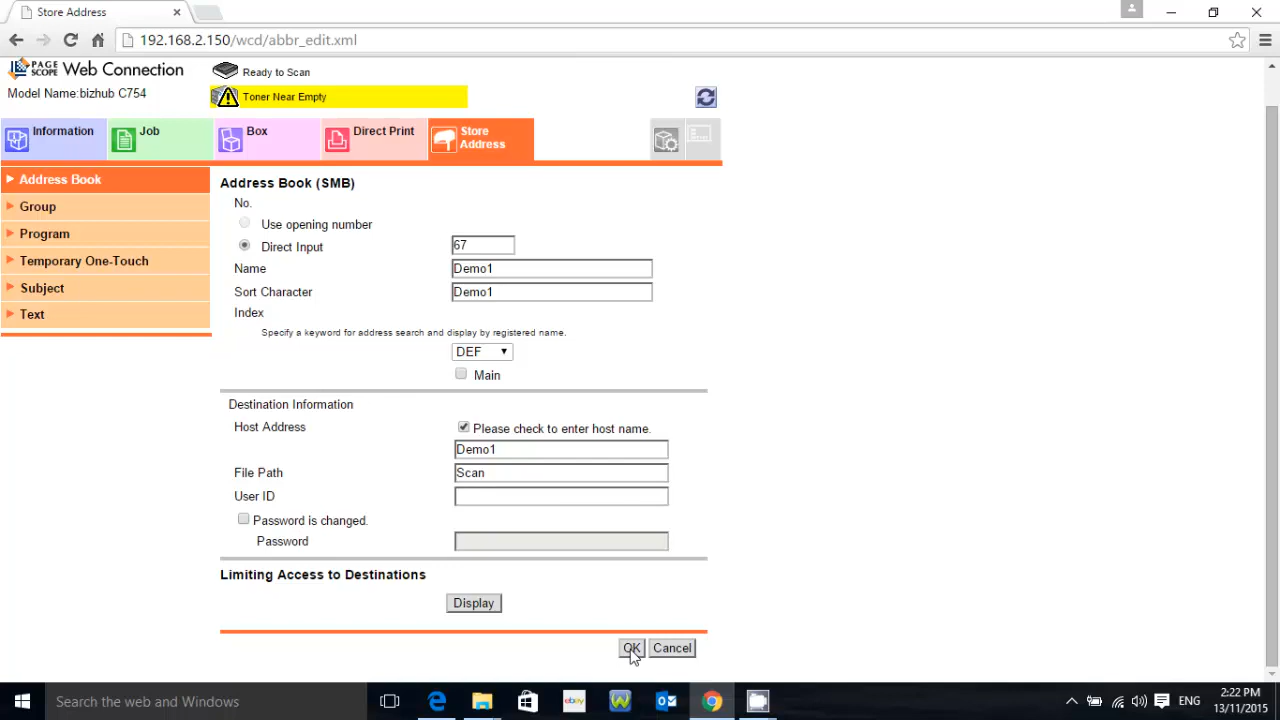 Store Address
192.168.2.150/wcd/abbr_edit.xml
PAGE SCOPE Web Connection
Ready to Scan
Model Name:bizhub C754
Toner Near Empty
Information
Job
Box
Direct Print
Store
Address
Address Book
Group
Program
Temporary One-Touch
Subject
Text
Address Book (SMB)
No.
Use opening number
Direct Input 67
Name Demo1
Sort Character Demo1
Index
Specify a keyword for address search and display by registered name.
DEF
Main
Destination Information
Host Address Please check to enter host name.
Demo1
File Path Scan
User ID
Password is changed.
Password
Limiting Access to Destinations
Display
OK Cancel
Search the web and Windows
ebay
ENG
2:22 PM
13/11/2015